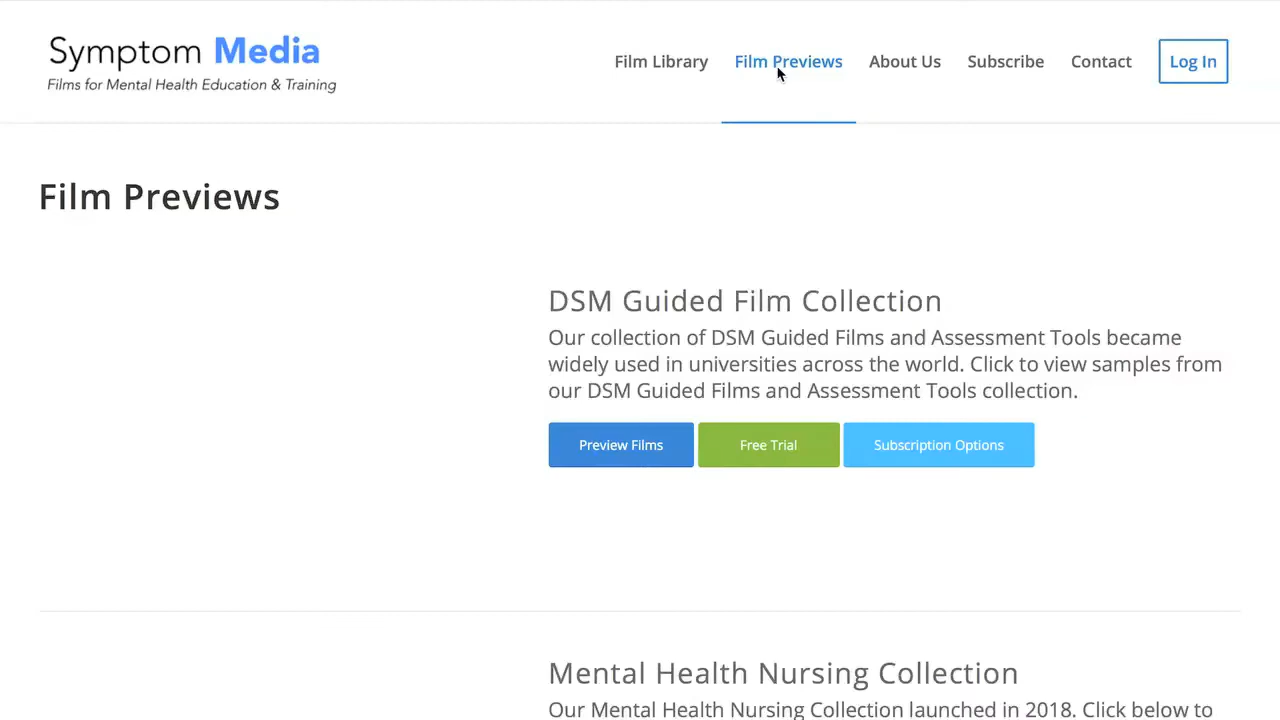 Symptom Media
Films for Mental Health Education & Training
Film Library
Film Previews
About Us
Subscribe
Contact
Log In
Film Previews
DSM Guided Film Collection
Our collection of DSM Guided Films and Assessment Tools became
widely used in universities across the world. Click to view samples from
our DSM Guided Films and Assessment Tools collection.
Preview Films
Free Trial
Subscription Options
Mental Health Nursing Collection
Our Mental Health Nursing Collection launched in 2018. Click below to